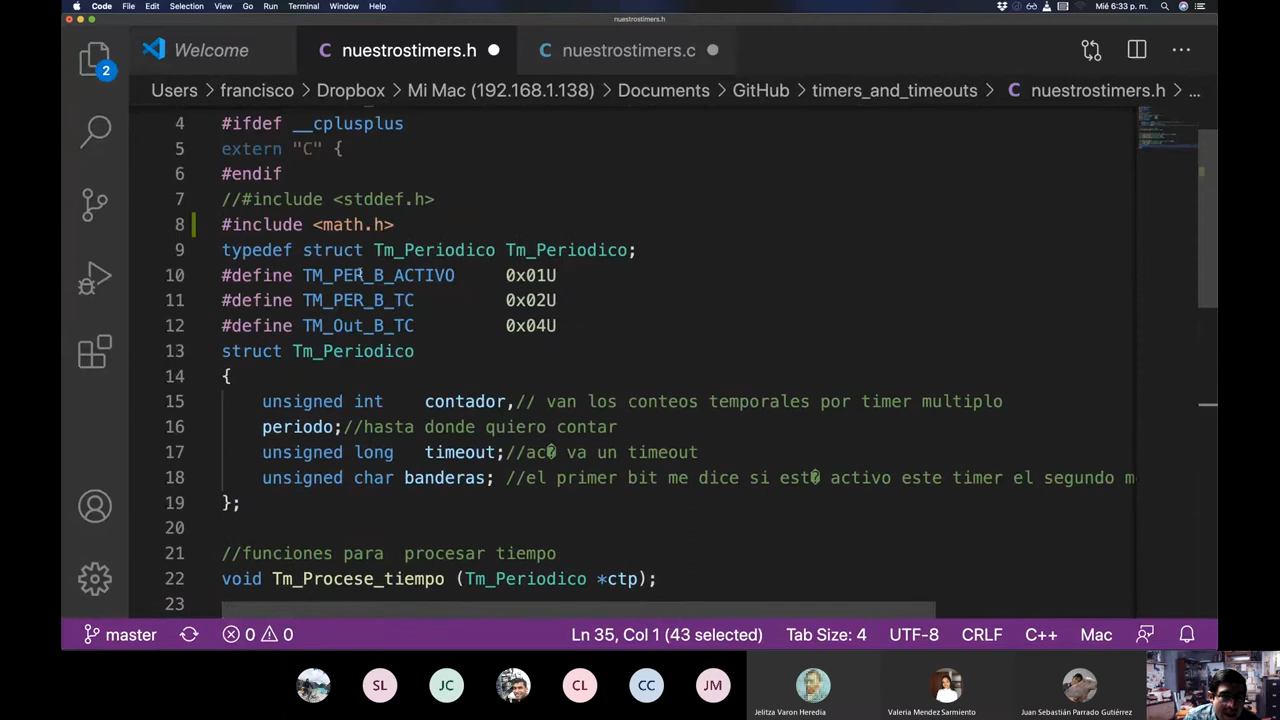 Code File Edit Selection View Go Run Terminal Window Help Mié 6:33 p. m.
nuestrostimers.h
Welcome nuestrostimers.h nuestrostimers.c
Users > francisco > Dropbox > Mi Mac (192.168.1.138) > Documents > GitHub > timers_and_timeouts > C nuestrostimers.h > ...
4 #ifdef __cplusplus
5 extern "C" {
6 #endif
7 //#include <stddef.h>
8 #include <math.h>
9 typedef struct Tm_Periodico Tm_Periodico;
10 #define TM_PER_B_ACTIVO 0x01U
11 #define TM_PER_B_TC 0x02U
12 #define TM_Out_B_TC 0x04U
13 struct Tm_Periodico
14 {
15 unsigned int contador,// van los conteos temporales por timer multiplo
16 periodo;//hasta donde quiero contar
17 unsigned long timeout;//ac� va un timeout
18 unsigned char banderas; //el primer bit me dice si est� activo este timer el segundo m
19 };
20
21 //funciones para procesar tiempo
22 void Tm_Procese_tiempo (Tm_Periodico *ctp);
23
2
master 0 0 Ln 35, Col 1 (43 selected) Tab Size: 4 UTF-8 CRLF C++ Mac
SL JC CL CC JM
Jelitza Varon Heredia Valeria Mendez Sarmiento Juan Sebastián Parrado Gutiérrez